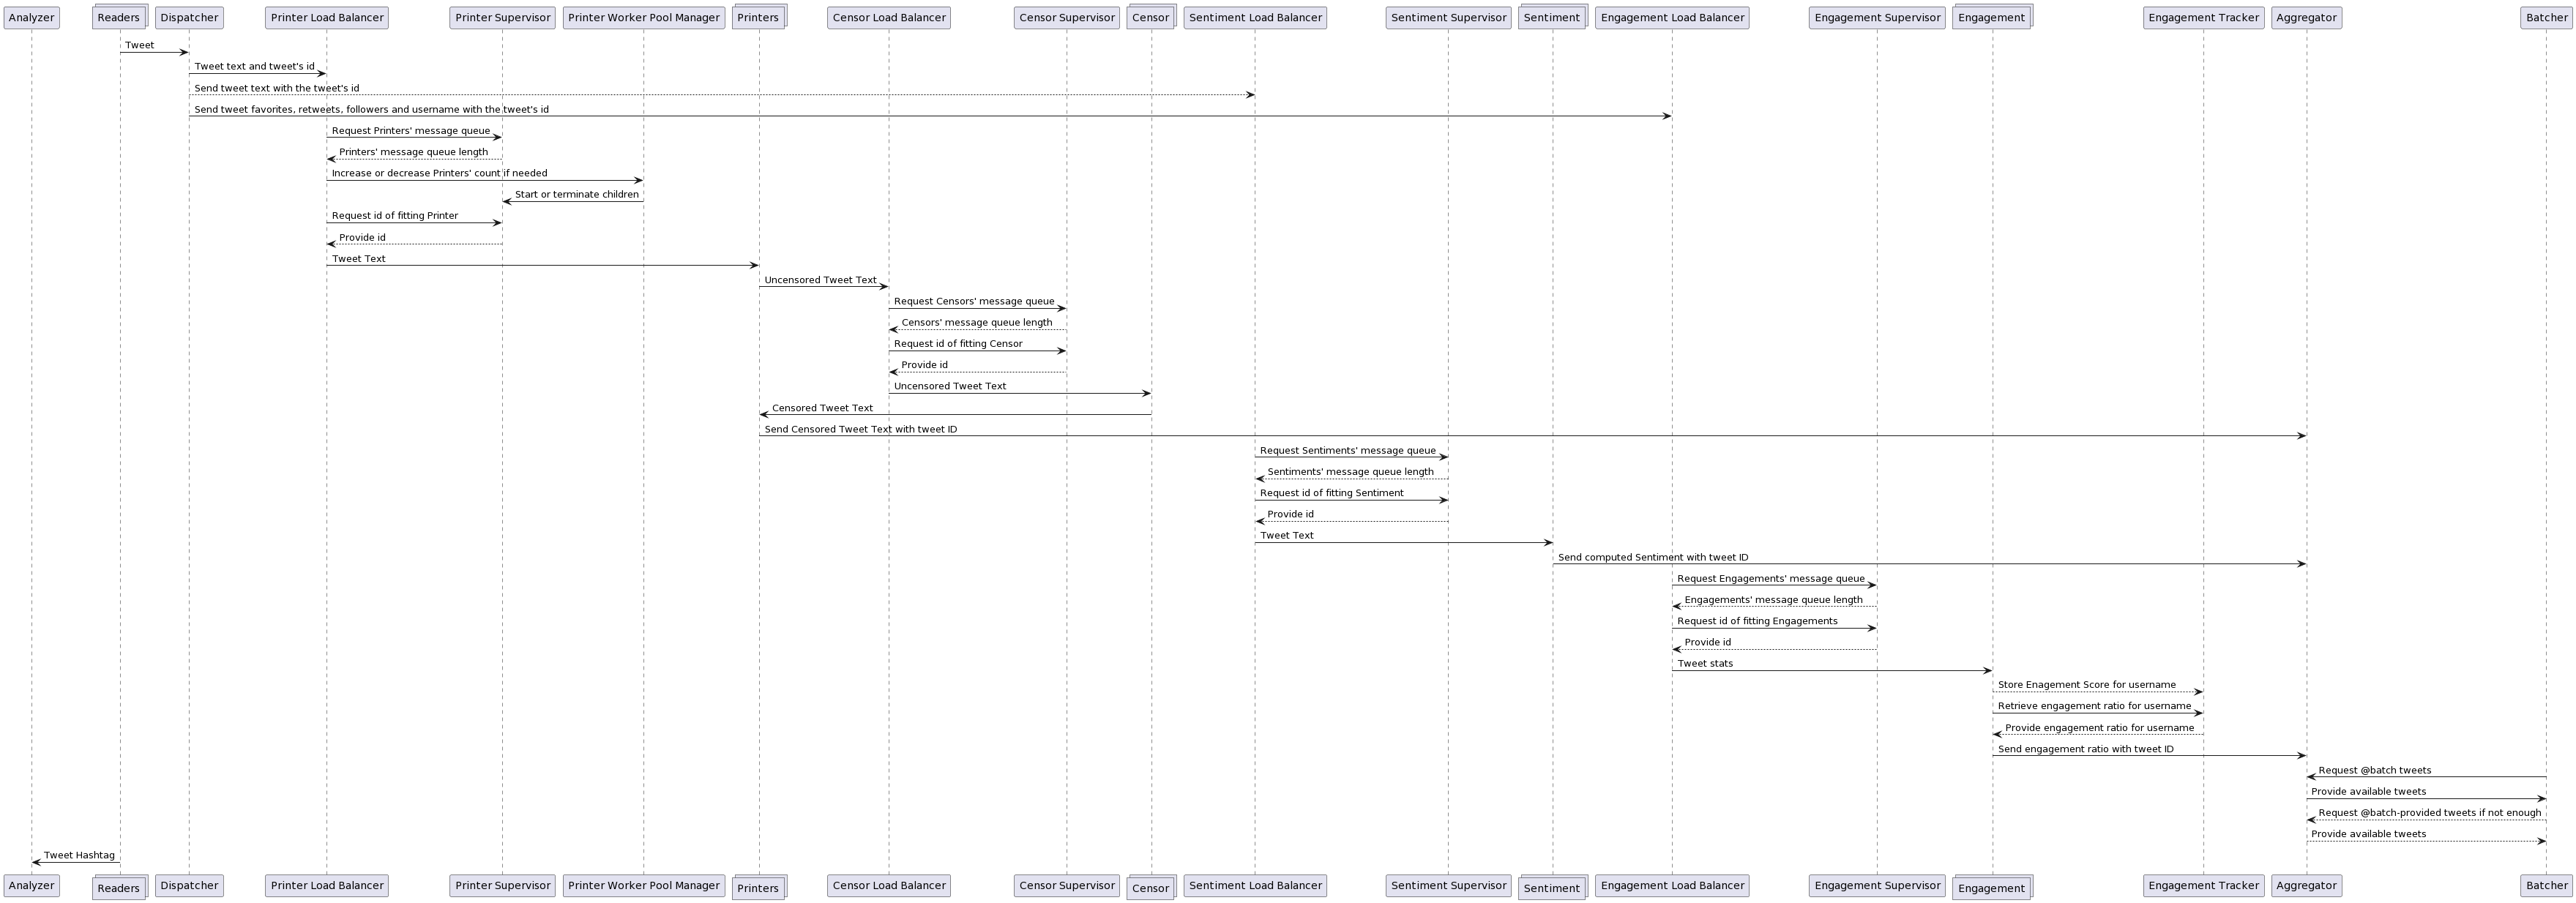 Analyzer
Readers
Dispatcher
Printer Load Balancer
Printer Supervisor
Printer Worker Pool Manager
Printers
Censor Load Balancer
Censor Supervisor
Censor
Sentiment Load Balancer
Sentiment Supervisor
Sentiment
Engagement Load Balancer
Engagement Supervisor
Engagement
Engagement Tracker
Aggregator
Batcher
Tweet
Tweet text and tweet's id
Send tweet text with the tweet's id
Send tweet favorites, retweets, followers and username with the tweet's id
Request Printers' message queue
Printers' message queue length
Increase or decrease Printers' count if needed
Start or terminate children
Request id of fitting Printer
Provide id
Tweet Text
Uncensored Tweet Text
Request Censors' message queue
Censors' message queue length
Request id of fitting Censor
Provide id
Uncensored Tweet Text
Censored Tweet Text
Send Censored Tweet Text with tweet ID
Request Sentiments' message queue
Sentiments' message queue length
Request id of fitting Sentiment
Provide id
Tweet Text
Send computed Sentiment with tweet ID
Request Engagements' message queue
Engagements' message queue length
Request id of fitting Engagements
Provide id
Tweet stats
Store Enagement Score for username
Retrieve engagement ratio for username
Provide engagement ratio for username
Send engagement ratio with tweet ID
Request @batch tweets
Provide available tweets
Request @batch-provided tweets if not enough
Provide available tweets
Tweet Hashtag
Analyzer
Readers
Dispatcher
Printer Load Balancer
Printer Supervisor
Printer Worker Pool Manager
Printers
Censor Load Balancer
Censor Supervisor
Censor
Sentiment Load Balancer
Sentiment Supervisor
Sentiment
Engagement Load Balancer
Engagement Supervisor
Engagement
Engagement Tracker
Aggregator
Batcher